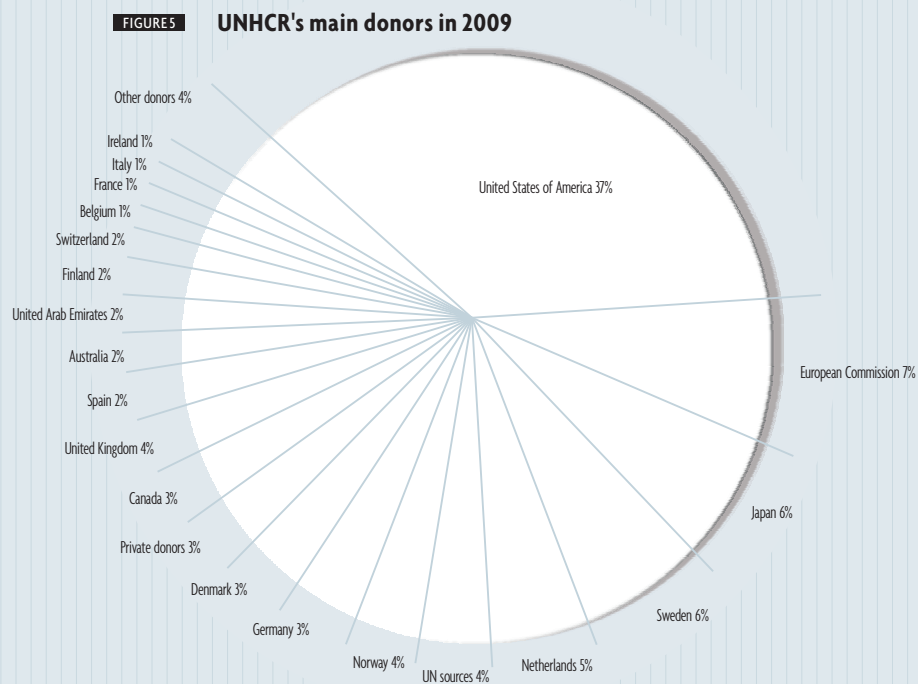 FIGURE 5
UNHCR's main donors in 2009
United States of America 37%
European Commission 7%
Japan 6%
Sweden 6%
Netherlands 5%
UN sources 4%
Norway 4%
Germany 3%
Denmark 3%
Private donors 3%
Canada 3%
United Kingdom 4%
Spain 2%
Australia 2%
United Arab Emirates 2%
Finland 2%
Switzerland 2%
Belgium 1%
France 1%
Italy 1%
Ireland 1%
Other donors 4%